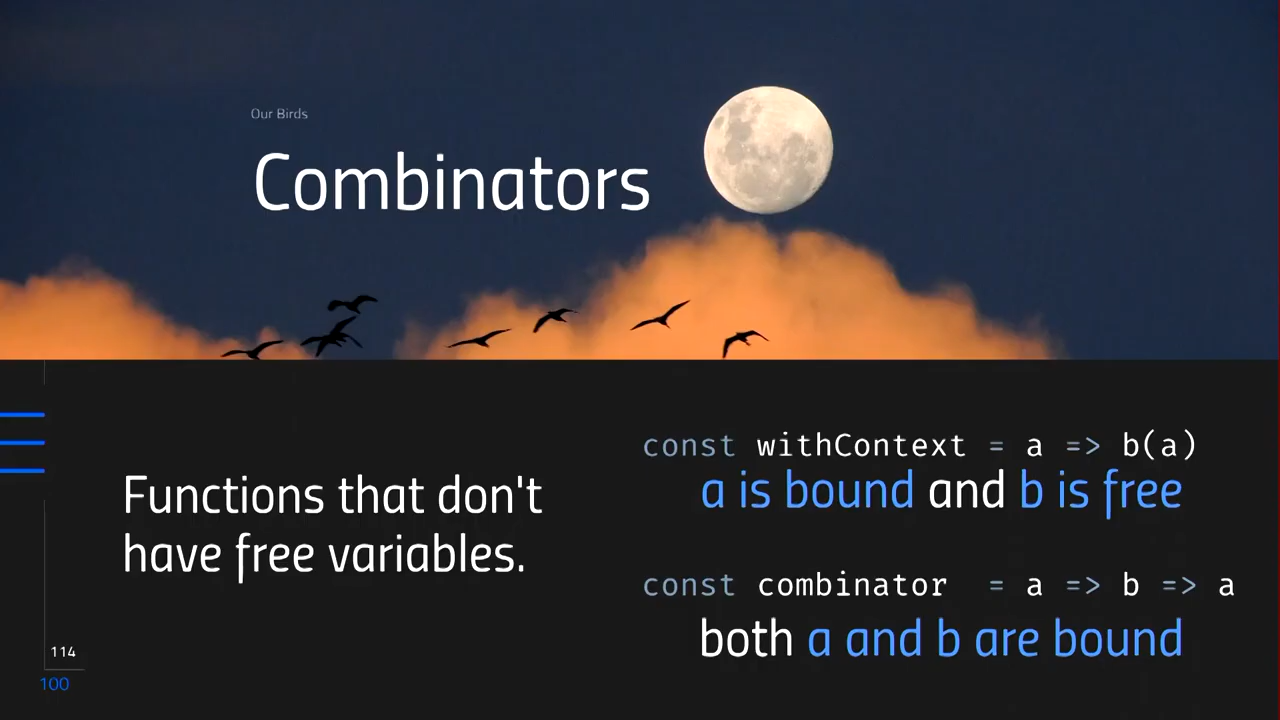 Our Birds
Combinators
Functions that don't
have free variables.
const withContext = a => b(a)
a is bound and b is free
const combinator = a => b => a
both a and b are bound
114
100